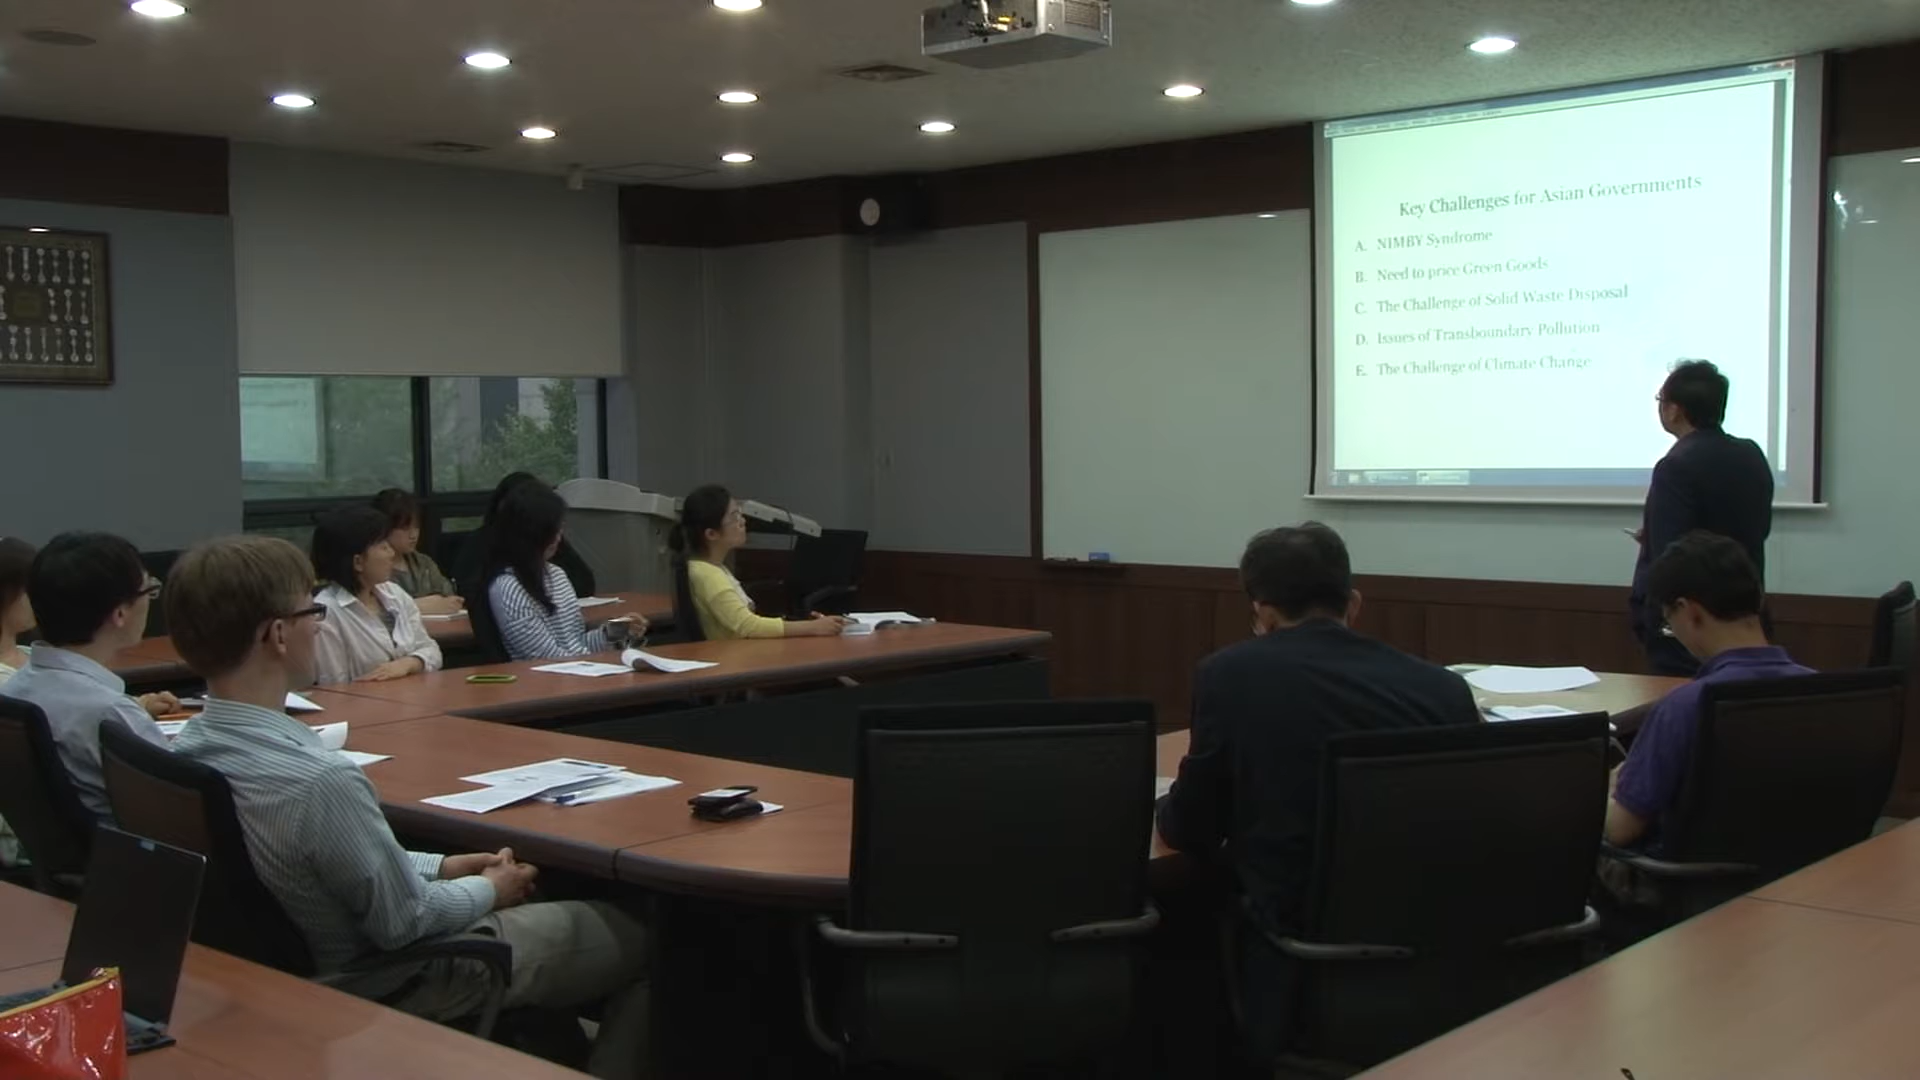 Key Challenges for Asian Governments
A. NIMBY Syndrome
B. Need to price Green Goods
C. The Challenge of Solid Waste Disposal
D. Issues of Transboundary Pollution
E. The Challenge of Climate Change